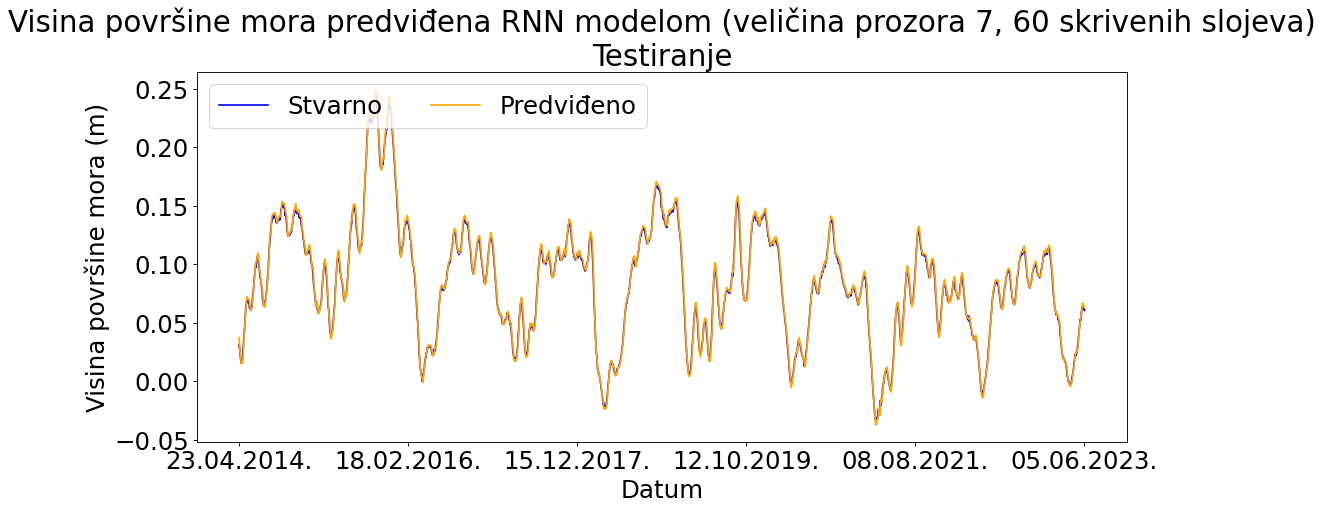 Visina površine mora predviđena RNN modelom (veličina prozora 7, 60 skrivenih slojeva)
Testiranje
Stvarno Predviđeno
Visina površine mora (m)
0.25
0.20
0.15
0.10
0.05
0.00
−0.05
23.04.2014. 18.02.2016. 15.12.2017. 12.10.2019. 08.08.2021. 05.06.2023.
Datum